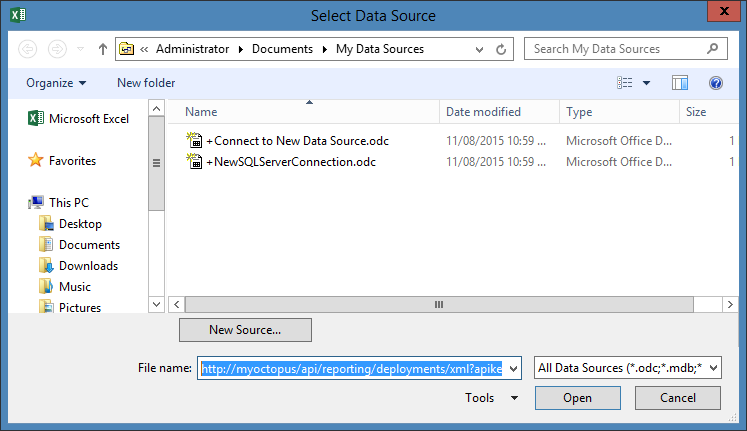 Select Data Source
x
« Administrator Documents My Data Sources
Search My Data Sources
Organize
New folder
Microsoft Excel
Favorites
This PC
Desktop
Documents
Downloads
Music
Pictures
Name Date modified Type Size
+Connect to New Data Source.odc 11/08/2015 10:59 ... Microsoft Office D... 1
+NewSQLServerConnection.odc 11/08/2015 10:59 ... Microsoft Office D... 1
New Source...
File name: http://myoctopus/api/reporting/deployments/xml?apike All Data Sources (*.odc;*.mdb;*
Tools Open Cancel